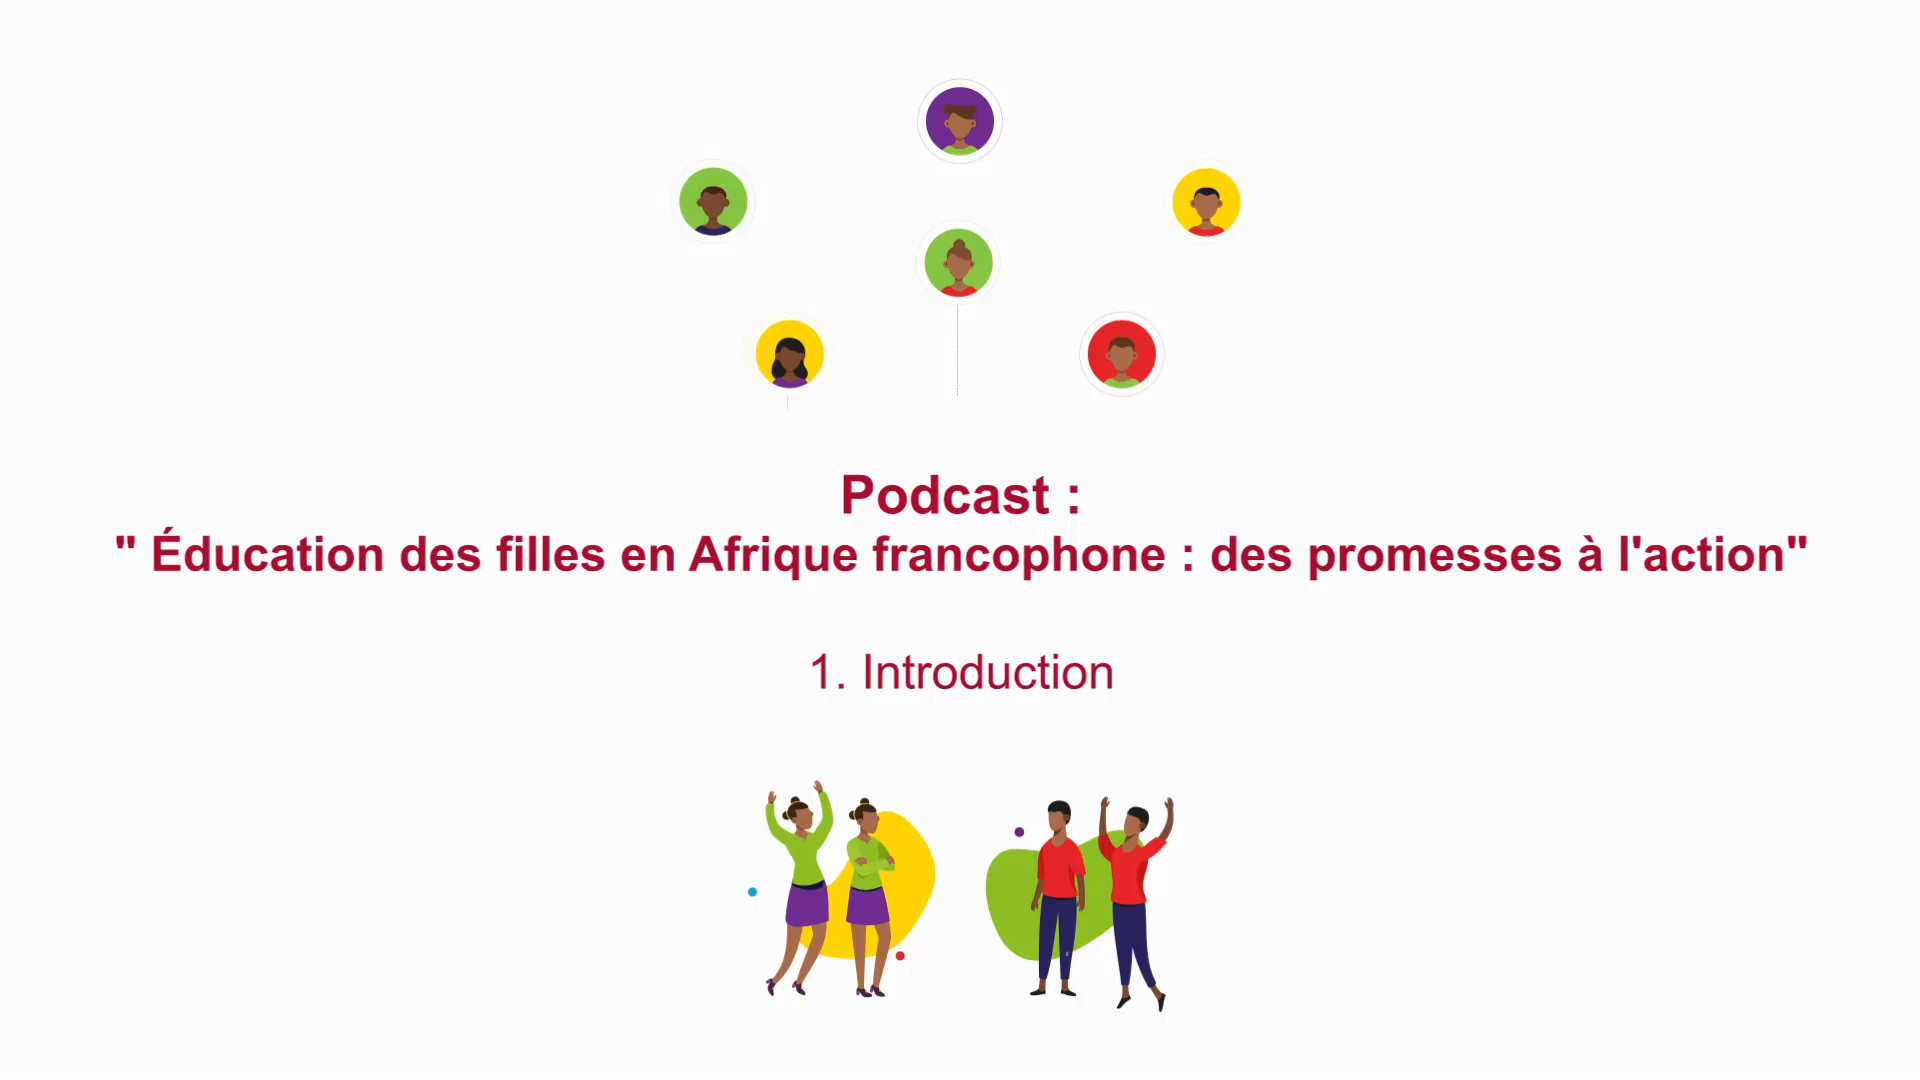 Podcast :
" Éducation des filles en Afrique francophone : des promesses à l'action"
1. Introduction